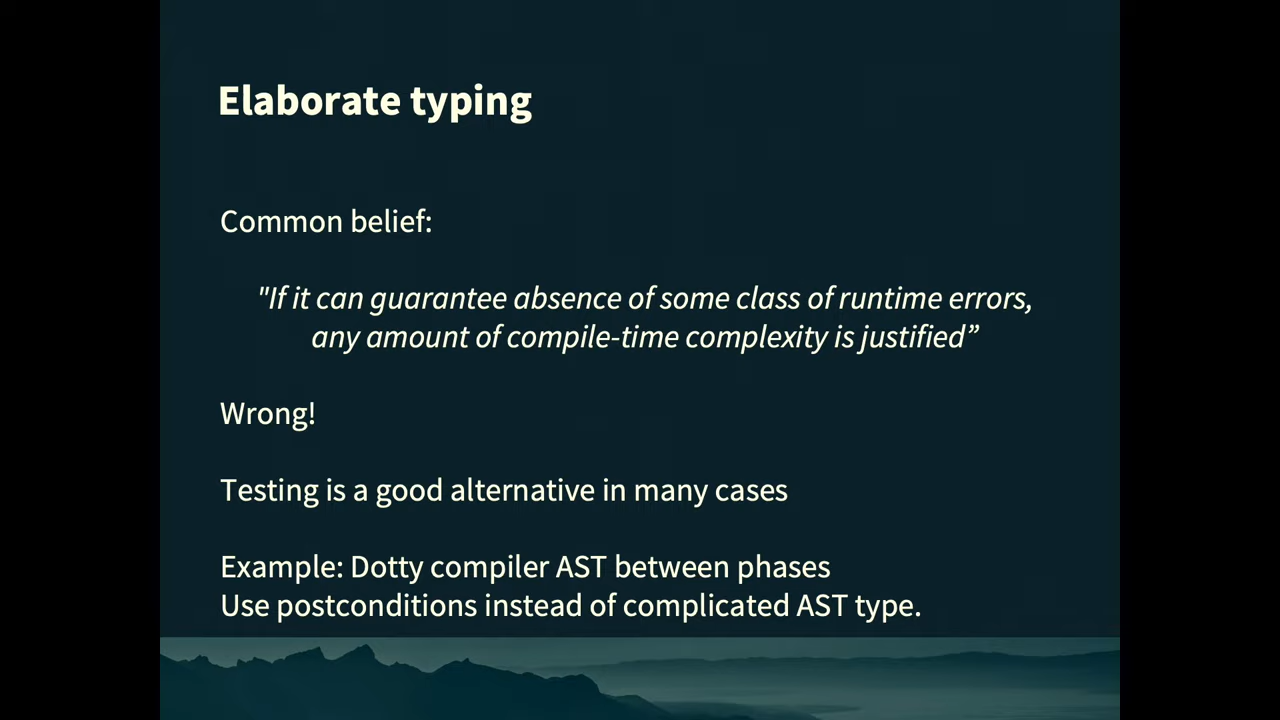 Elaborate typing
Common belief:
"If it can guarantee absence of some class of runtime errors,
any amount of compile-time complexity is justified”
Wrong!
Testing is a good alternative in many cases
Example: Dotty compiler AST between phases
Use postconditions instead of complicated AST type.